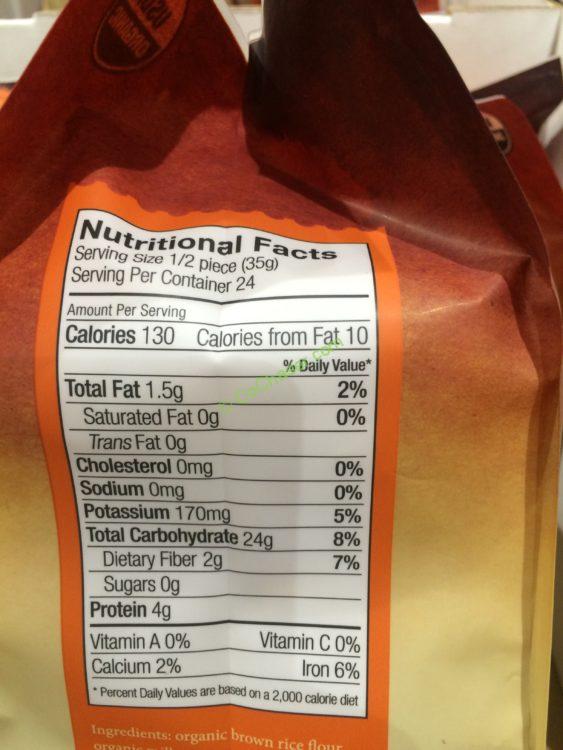 Nutritional Facts
Serving Size 1/2 piece (35g)
Serving Per Container 24
Amount Per Serving
Calories 130 Calories from Fat 10
% Daily Value*
Total Fat 1.5g 2%
Saturated Fat 0g 0%
Trans Fat 0g
Cholesterol 0mg 0%
Sodium 0mg 0%
Potassium 170mg 5%
Total Carbohydrate 24g 8%
Dietary Fiber 2g 7%
Sugars 0g
Protein 4g
Vitamin A 0% Vitamin C 0%
Calcium 2% Iron 6%
* Percent Daily Values are based on a 2,000 calorie diet
Ingredients: organic brown rice flour
organic